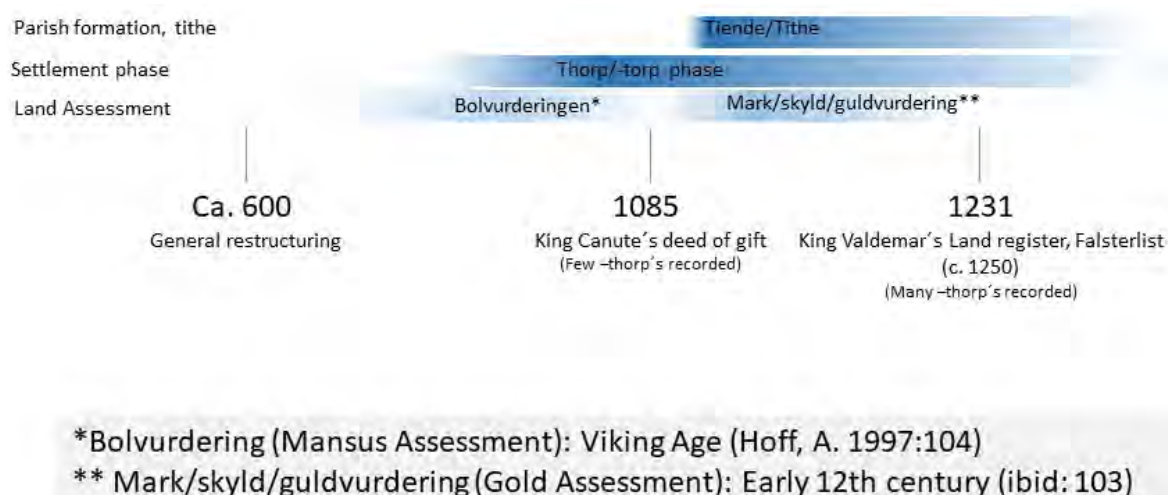 Parish formation, tithe
Tiende/Tithe
Settlement phase
Thorp/-torp phase
Land Assessment
Bolvurderingen*
Mark/skyld/guldvurdering**
Ca. 600
General restructuring
1085
King Canute´s deed of gift
(Few –thorp´s recorded)
1231
King Valdemar´s Land register, Falsterlist
(c. 1250)
(Many –thorp´s recorded)
*Bolvurdering (Mansus Assessment): Viking Age (Hoff, A. 1997:104)
** Mark/skyld/guldvurdering (Gold Assessment): Early 12th century (ibid: 103)